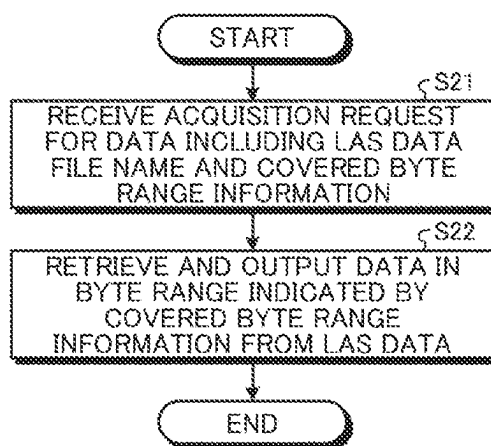 START
S21
RECEIVE ACQUISITION REQUEST
FOR DATA INCLUDING LAS DATA
FILE NAME AND COVERED BYTE
RANGE INFORMATION
S22
RETRIEVE AND OUTPUT DATA IN
BYTE RANGE INDICATED BY
COVERED BYTE RANGE
INFORMATION FROM LAS DATA
END